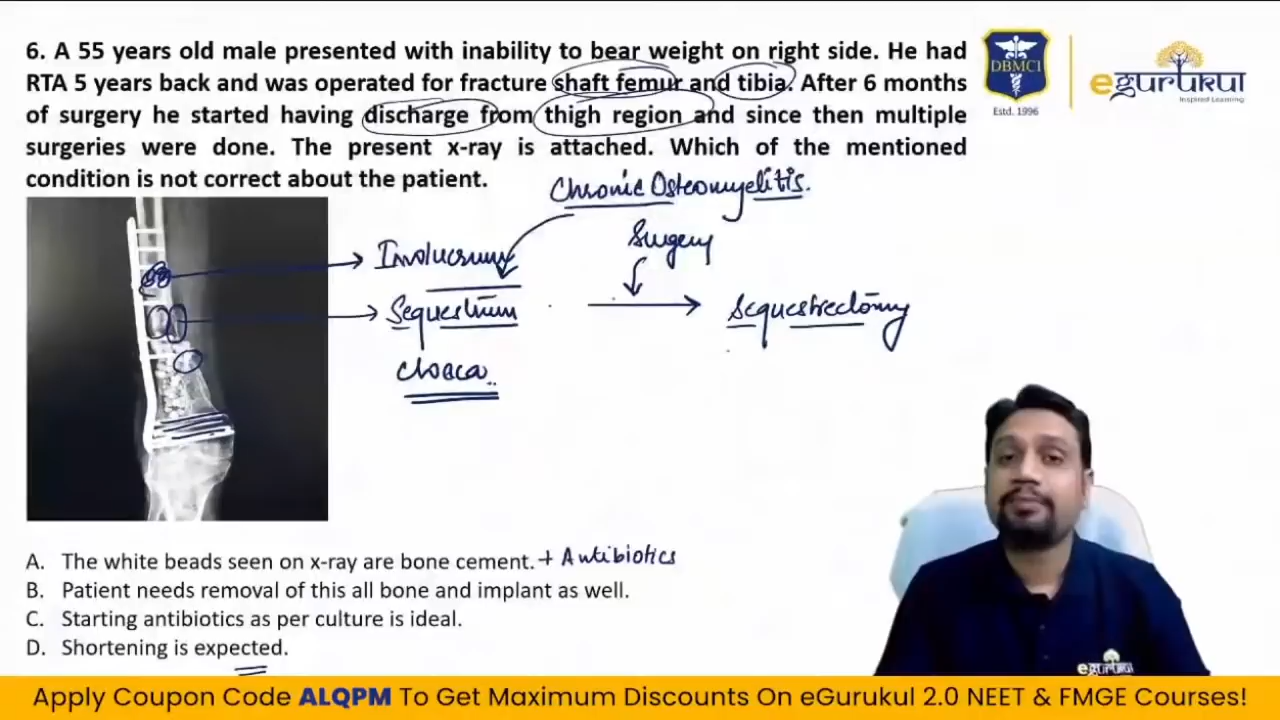 6. A 55 years old male presented with inability to bear weight on right side. He had
RTA 5 years back and was operated for fracture shaft femur and tibia. After 6 months
of surgery he started having discharge from thigh region and since then multiple
surgeries were done. The present x-ray is attached. Which of the mentioned
condition is not correct about the patient.
DBMCI
Estd. 1996
eGurukul
Inspired Learning
Chronic Osteomyelitis.
Surgery
Involucrum
Sequestrum
Sequestrectomy
cloaca..
A. The white beads seen on x-ray are bone cement. + Antibiotics
B. Patient needs removal of this all bone and implant as well.
C. Starting antibiotics as per culture is ideal.
D. Shortening is expected.
eGurukul
Apply Coupon Code ALQPM To Get Maximum Discounts On eGurukul 2.0 NEET & FMGE Courses!